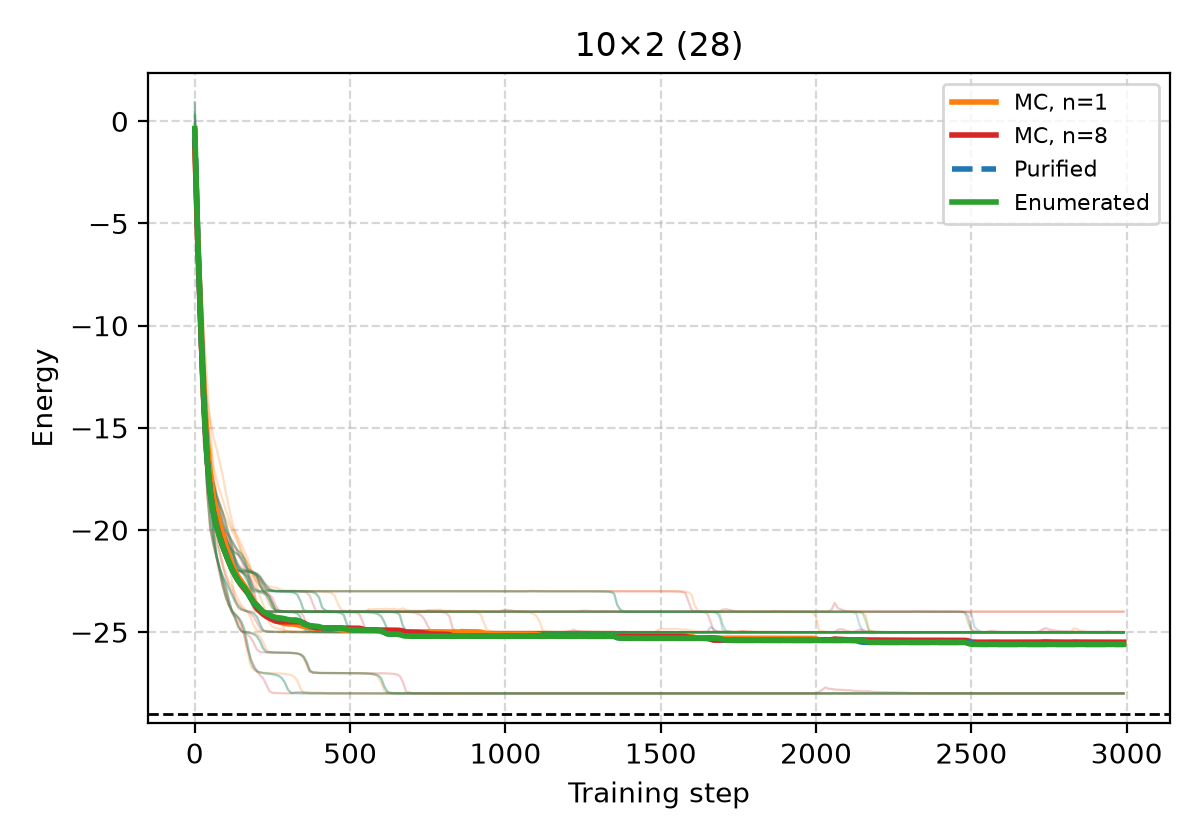 10×2 (28)
MC, n=1
MC, n=8
Purified
Enumerated
Energy
0
−5
−10
−15
−20
−25
0 500 1000 1500 2000 2500 3000
Training step